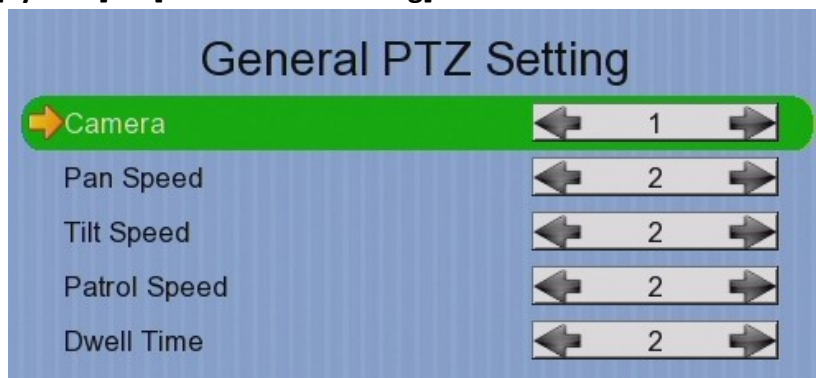 General PTZ Setting
Camera 1
Pan Speed 2
Tilt Speed 2
Patrol Speed 2
Dwell Time 2